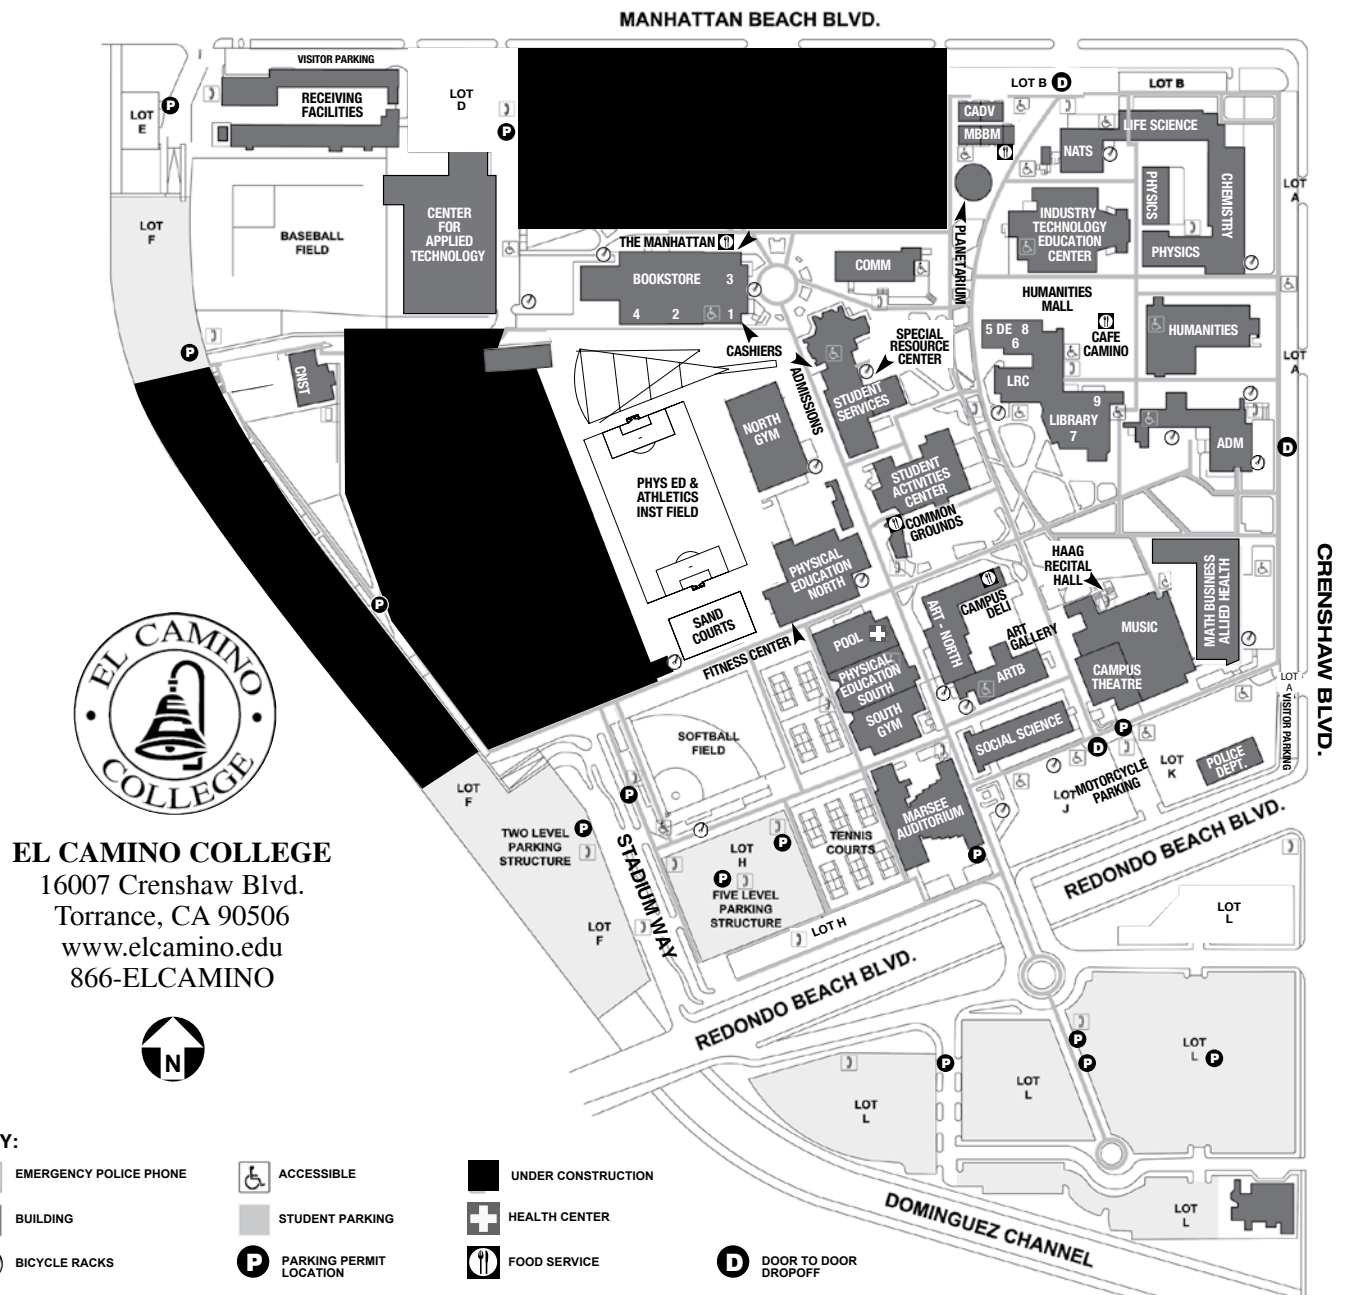 MANHATTAN BEACH BLVD.
VISITOR PARKING
RECEIVING
FACILITIES
LOT
D
LOT
E
P
P
LOT B
D
LOT B
CADV
MBBM
LIFE SCIENCE
NATS
PHYSICS
CHEMISTRY
PHYSICS
LOT
A
LOT
F
BASEBALL
FIELD
CENTER
FOR
APPLIED
TECHNOLOGY
THE MANHATTAN
BOOKSTORE
3
4
2
1
COMM
PLANETARIUM
INDUSTRY
TECHNOLOGY
EDUCATION
CENTER
HUMANITIES
MALL
5 DE 8
6
CAFE
CAMINO
HUMANITIES
P
CNST
CASHIERS
ADMISSIONS
SPECIAL
RESOURCE
CENTER
STUDENT
SERVICES
LRC
9
LIBRARY
7
LOT
A
ADM
D
NORTH
GYM
PHYS ED &
ATHLETICS
INST FIELD
STUDENT
ACTIVITIES
CENTER
COMMON
GROUNDS
PHYSICAL
EDUCATION
NORTH
HAAG
RECITAL
HALL
MATH BUSINESS
ALLIED HEALTH
CRENSHAW BLVD.
P
SAND
COURTS
FITNESS CENTER
POOL
PHYSICAL
EDUCATION
SOUTH
SOUTH
GYM
ART - NORTH
CAMPUS
DELI
ART
GALLERY
ARTB
MUSIC
CAMPUS
THEATRE
LOT
A
VISITOR PARKING
EL CAMINO
COLLEGE
SOFTBALL
FIELD
SOCIAL SCIENCE
P
D
LOT
K
POLICE
DEPT.
MOTORCYCLE
PARKING
LOT
J
LOT
F
P
TWO LEVEL
PARKING
STRUCTURE
P
STADIUM WAY
LOT
H
P
P
FIVE LEVEL
PARKING
STRUCTURE
TENNIS
COURTS
MARSEE
AUDITORIUM
P
REDONDO BEACH BLVD.
EL CAMINO COLLEGE
16007 Crenshaw Blvd.
Torrance, CA 90506
www.elcamino.edu
866-ELCAMINO
N
LOT
F
LOT H
REDONDO BEACH BLVD.
LOT
L
P
P
P
LOT
L
P
LOT
L
LOT
L
LOT
L
DOMINGUEZ CHANNEL
Y:
EMERGENCY POLICE PHONE
ACCESSIBLE
UNDER CONSTRUCTION
BUILDING
STUDENT PARKING
HEALTH CENTER
BICYCLE RACKS
P
PARKING PERMIT
LOCATION
FOOD SERVICE
D
DOOR TO DOOR
DROPOFF